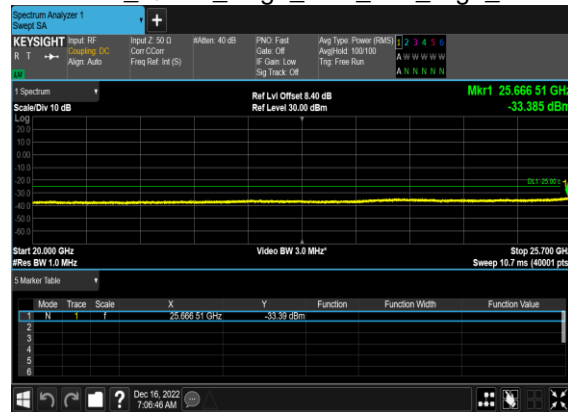 Spectrum Analyzer 1
Swept SA
KEYSIGHT
R T
LXI
Input: RF
Coupling: DC
Align: Auto
Input Z: 50 Ω
Corr CCorr
Freq Ref: Int (S)
#Atten: 40 dB
PNO: Fast
Gate: Off
IF Gain: Low
Sig Track: Off
Avg Type: Power (RMS)
Avg|Hold: 100/100
Trig: Free Run
1 2 3 4 5 6
A W W W W W
A N N N N N
1 Spectrum
Scale/Div 10 dB
Ref Lvl Offset 8.40 dB
Ref Level 30.00 dBm
Mkr1 25.666 51 GHz
-33.385 dBm
Log
20.0
10.0
0.00
-10.0
-20.0
-30.0
-40.0
-50.0
-60.0
DL1 -25.00
1
Start 20.000 GHz
#Res BW 1.0 MHz
Video BW 3.0 MHz*
Stop 25.700 GH
Sweep 10.7 ms (40001 pts
5 Marker Table
Mode Trace Scale X Y Function Function Width Function Value
1 N 1 f 25.666 51 GHz -33.39 dBm
2
3
4
5
6
?
Dec 16, 2022
7:06:46 AM